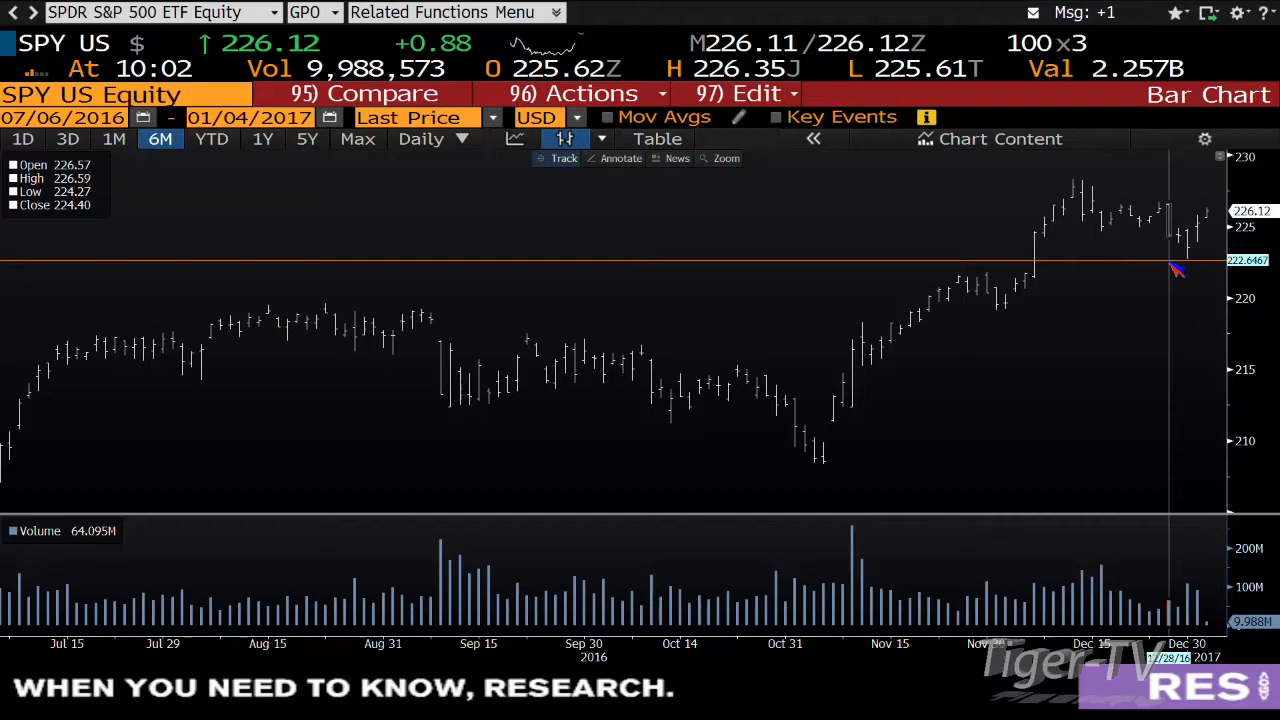 SPDR S&P 500 ETF Equity GPO Related Functions Menu Msg: +1
SPY US $ ↑ 226.12 +0.88 M226.11/226.12Z 100x3
At 10:02 Vol 9,988,573 O 225.62Z H 226.35J L 225.61T Val 2.257B
SPY US Equity 95) Compare 96) Actions 97) Edit Bar Chart
07/06/2016 - 01/04/2017 Last Price USD Mov Avgs Key Events
1D 3D 1M 6M YTD 1Y 5Y Max Daily Table « Chart Content
Track Annotate News Zoom
Open 226.57
High 226.59
Low 224.27
Close 224.40
230
226.12
225
222.6467
220
215
210
Volume 64.095M
200M
100M
9.988M
Jul 15 Jul 29 Aug 15 Aug 31 Sep 15 Sep 30 Oct 14 Oct 31 Nov 15 Nov 30 Dec 15 Dec 30
2016 12/28/16 2017
Tiger-TV
WHEN YOU NEED TO KNOW, RESEARCH.
RES GO